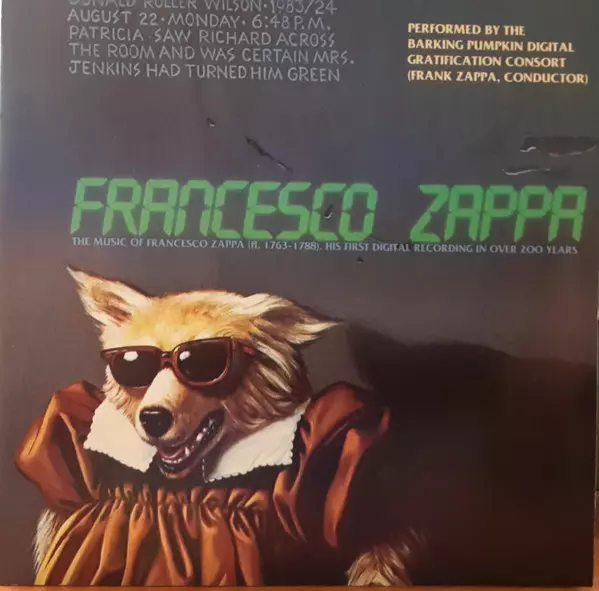 DONALD ROLLER WILSON · 1983/24
AUGUST 22 · MONDAY · 6:48 P.M.
PATRICIA SAW RICHARD ACROSS
THE ROOM AND WAS CERTAIN MRS.
JENKINS HAD TURNED HIM GREEN
PERFORMED BY THE
BARKING PUMPKIN DIGITAL
GRATIFICATION CONSORT
(FRANK ZAPPA, CONDUCTOR)
FRANCESCO ZAPPA
THE MUSIC OF FRANCESCO ZAPPA (fl. 1763-1788). HIS FIRST DIGITAL RECORDING IN OVER 200 YEARS